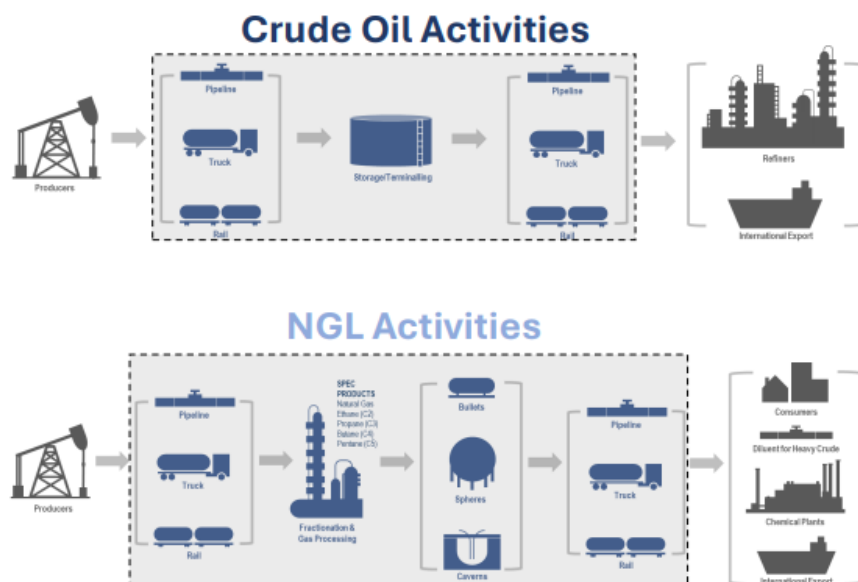 Crude Oil Activities
Pipeline
Truck
Rail
Producers
Storage/Terminalling
Pipeline
Truck
Rail
Refiners
International Export
NGL Activities
Pipeline
Truck
Rail
Producers
SPEC
PRODUCTS
Natural Gas
Ethane (C2)
Propane (C3)
Butane (C4)
Pentane (C5)
Fractionation &
Gas Processing
Bullets
Spheres
Caverns
Pipeline
Truck
Rail
Consumers
Diluent for Heavy Crude
Chemical Plants
International Export